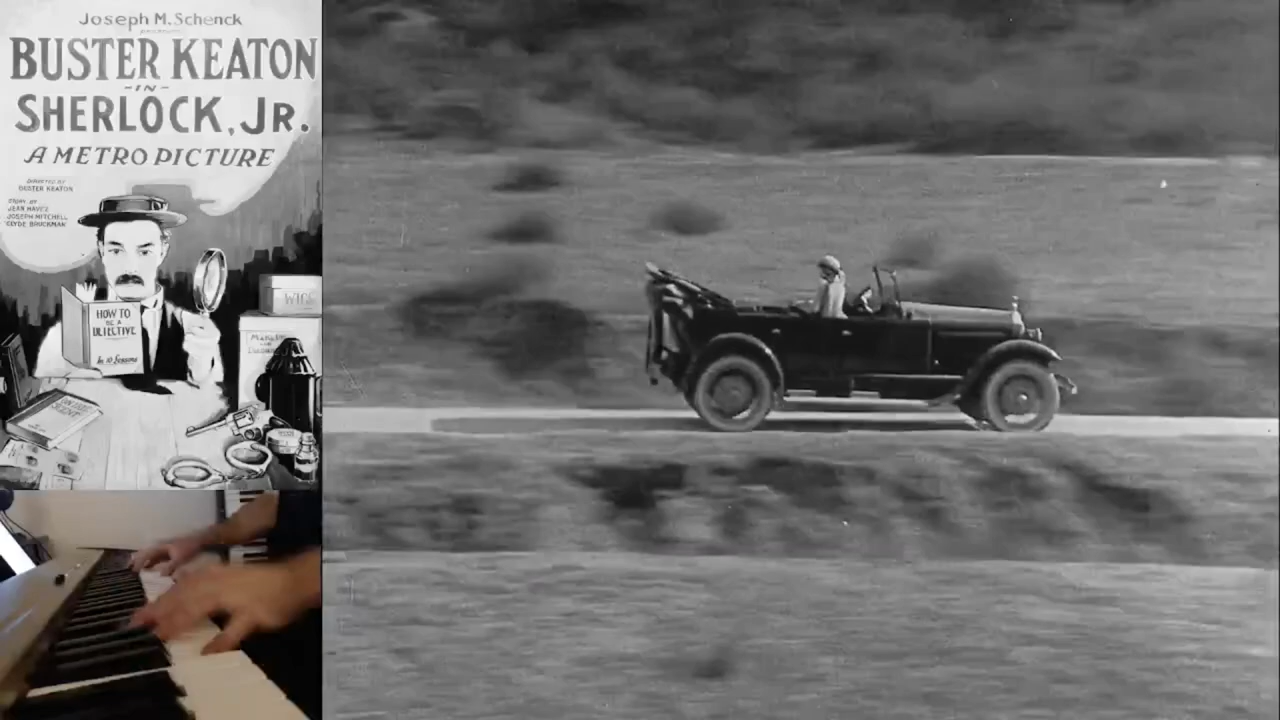 Joseph M. Schenck
presents
BUSTER KEATON
-IN-
SHERLOCK, JR.
A METRO PICTURE
DIRECTED BY
BUSTER KEATON
STORY BY
JEAN HAVEZ
JOSEPH MITCHELL
CLYDE BRUCKMAN
WIGS
HOW TO
BE A
DETECTIVE
In 10 Lessons